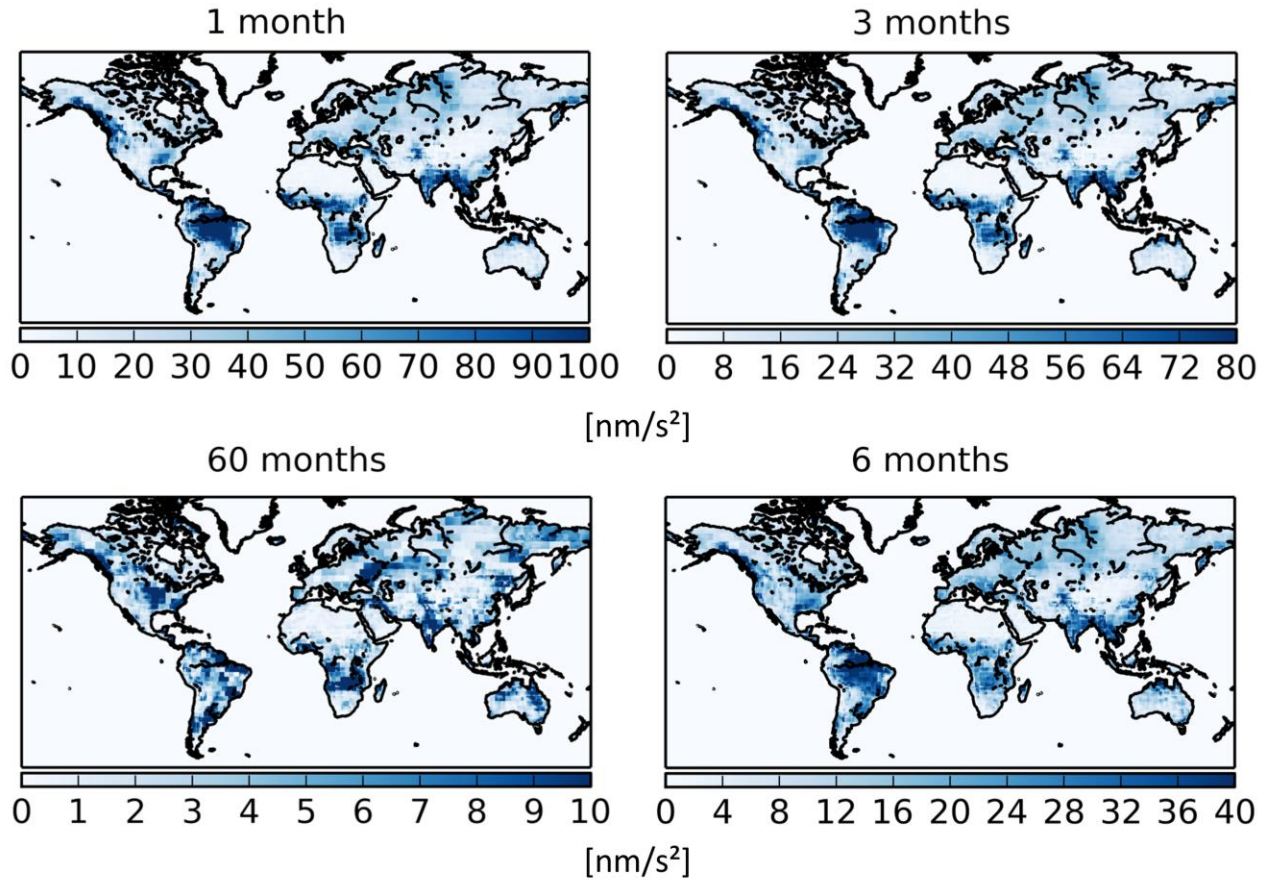 1 month
3 months
0 10 20 30 40 50 60 70 80 90 100
0 8 16 24 32 40 48 56 64 72 80
[nm/s²]
60 months
6 months
0 1 2 3 4 5 6 7 8 9 10
0 4 8 12 16 20 24 28 32 36 40
[nm/s²]